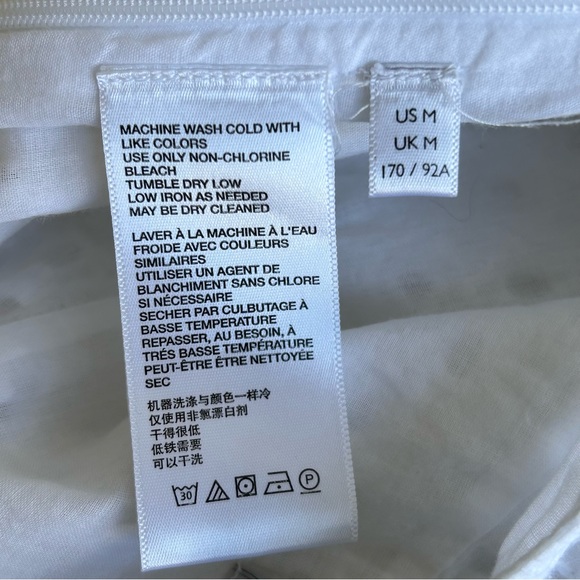 MACHINE WASH COLD WITH
LIKE COLORS
USE ONLY NON-CHLORINE
BLEACH
TUMBLE DRY LOW
LOW IRON AS NEEDED
MAY BE DRY CLEANED
LAVER À LA MACHINE À L'EAU
FROIDE AVEC COULEURS
SIMILAIRES
UTILISER UN AGENT DE
BLANCHIMENT SANS CHLORE
SI NÉCESSAIRE
SECHER PAR CULBUTAGE À
BASSE TEMPERATURE
REPASSER, AU BESOIN, À
TRÉS BASSE TEMPÉRATURE
PEUT-ÊTRE ÊTRE NETTOYÉE
SEC
机器洗涤与颜色一样冷
仅使用非氯漂白剂
干得很低
低铁需要
可以干洗
30
P
US M
UK M
170 / 92A